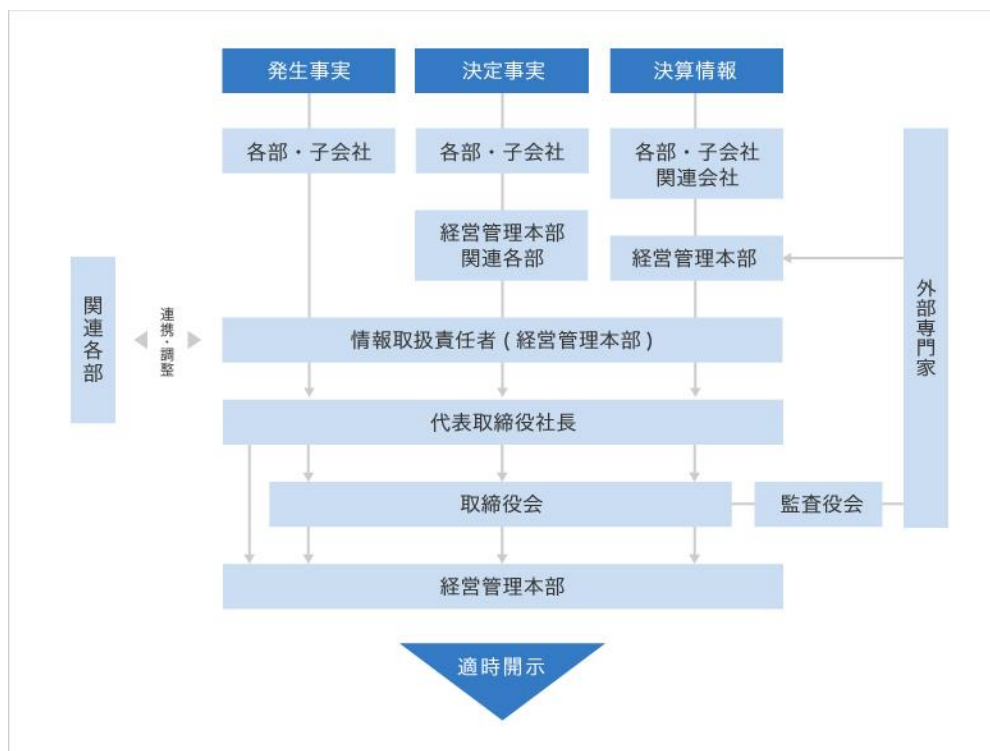 発生事実
決定事実
決算情報
各部・子会社
各部・子会社
各部・子会社
関連会社
経営管理本部
関連各部
経営管理本部
外部専門家
関連各部
連携・調整
情報取扱責任者 ( 経営管理本部 )
代表取締役社長
取締役会
監査役会
経営管理本部
適時開示